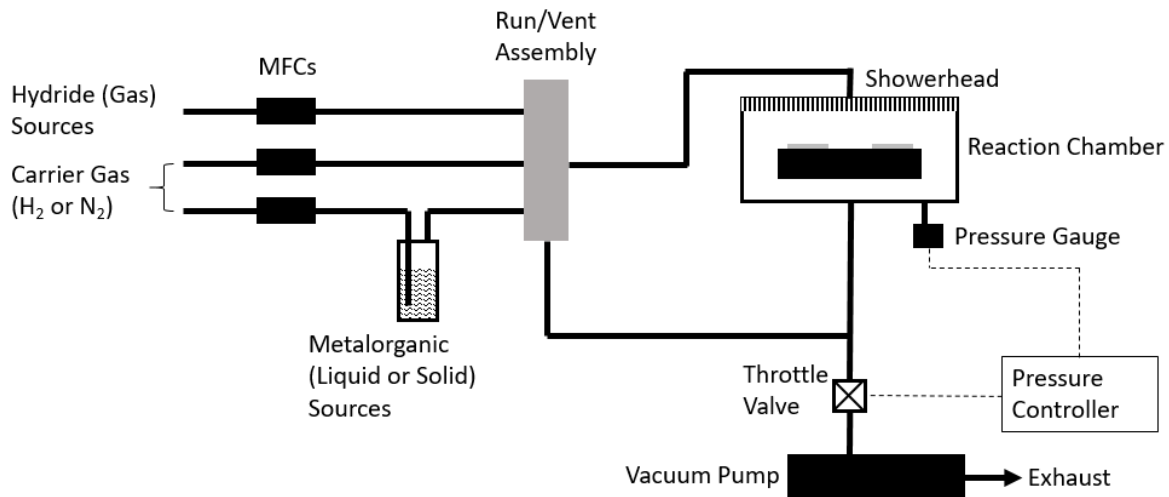 Run/Vent
Assembly
MFCs
Showerhead
Hydride (Gas)
Sources
Reaction Chamber
Carrier Gas
(H₂ or N₂)
Pressure Gauge
Metalorganic
(Liquid or Solid)
Sources
Throttle
Valve
Pressure
Controller
Vacuum Pump
Exhaust